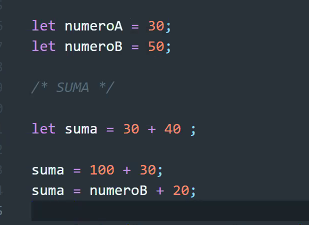 let numeroA = 30;
let numeroB = 50;
/* SUMA */
let suma = 30 + 40 ;
suma = 100 + 30;
suma = numeroB + 20;